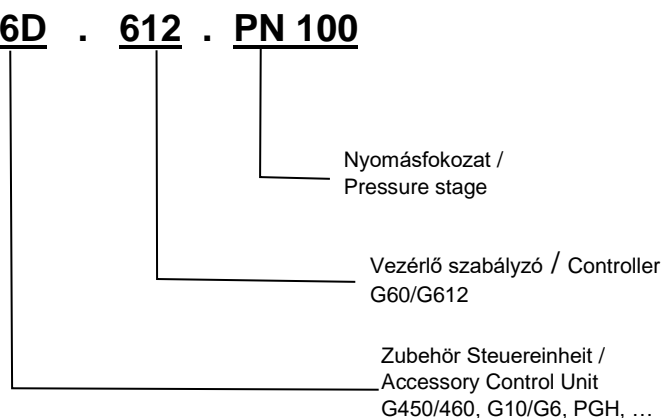 6D . 612 . PN 100
Nyomásfokozat /
Pressure stage
Vezérlő szabályzó / Controller
G60/G612
Zubehör Steuereinheit /
Accessory Control Unit
G450/460, G10/G6, PGH, …